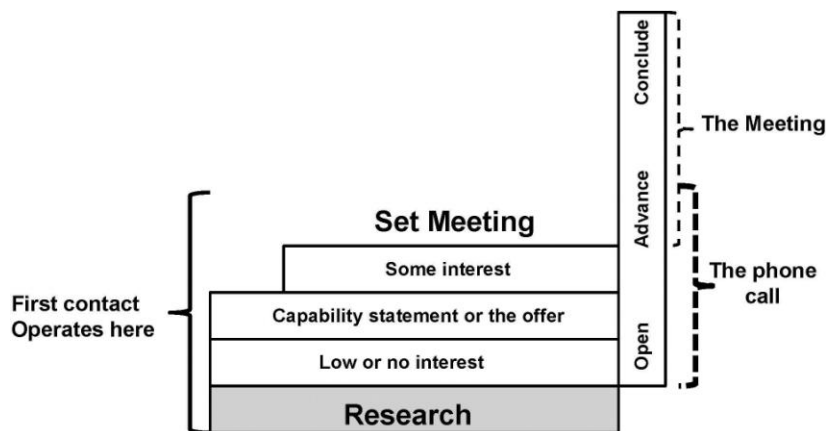 Conclude
The Meeting
Advance
Set Meeting
Some interest
The phone
call
First contact
Operates here
Capability statement or the offer
Open
Low or no interest
Research